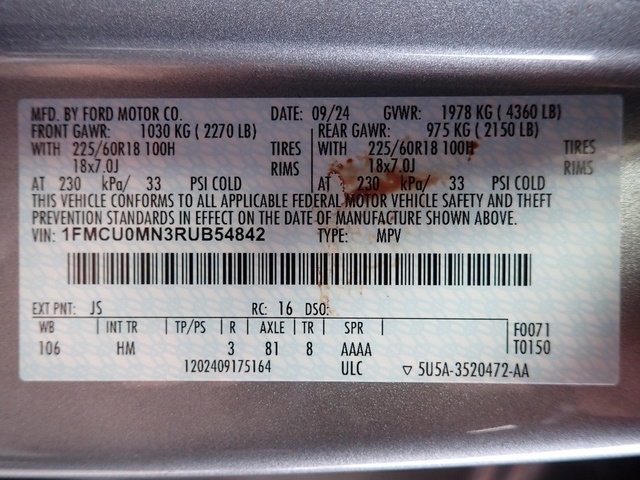 MFD. BY FORD MOTOR CO. DATE: 09/24 GVWR: 1978 KG ( 4360 LB)
FRONT GAWR: 1030 KG ( 2270 LB) REAR GAWR: 975 KG ( 2150 LB)
WITH 225/60R18 100H TIRES WITH 225/60R18 100H TIRES
18x7.0J RIMS 18x7.0J RIMS
AT 230 kPa/ 33 PSI COLD AT 230 kPa/ 33 PSI COLD
THIS VEHICLE CONFORMS TO ALL APPLICABLE FEDERAL MOTOR VEHICLE SAFETY AND THEFT
PREVENTION STANDARDS IN EFFECT ON THE DATE OF MANUFACTURE SHOWN ABOVE.
VIN: 1FMCU0MN3RUB54842 TYPE: MPV
EXT PNT: JS RC: 16 DSO:
WB INT TR TP/PS R AXLE TR SPR F0071
106 HM 3 81 8 AAAA T0150
1202409175164 ULC ▽ 5U5A-3520472-AA